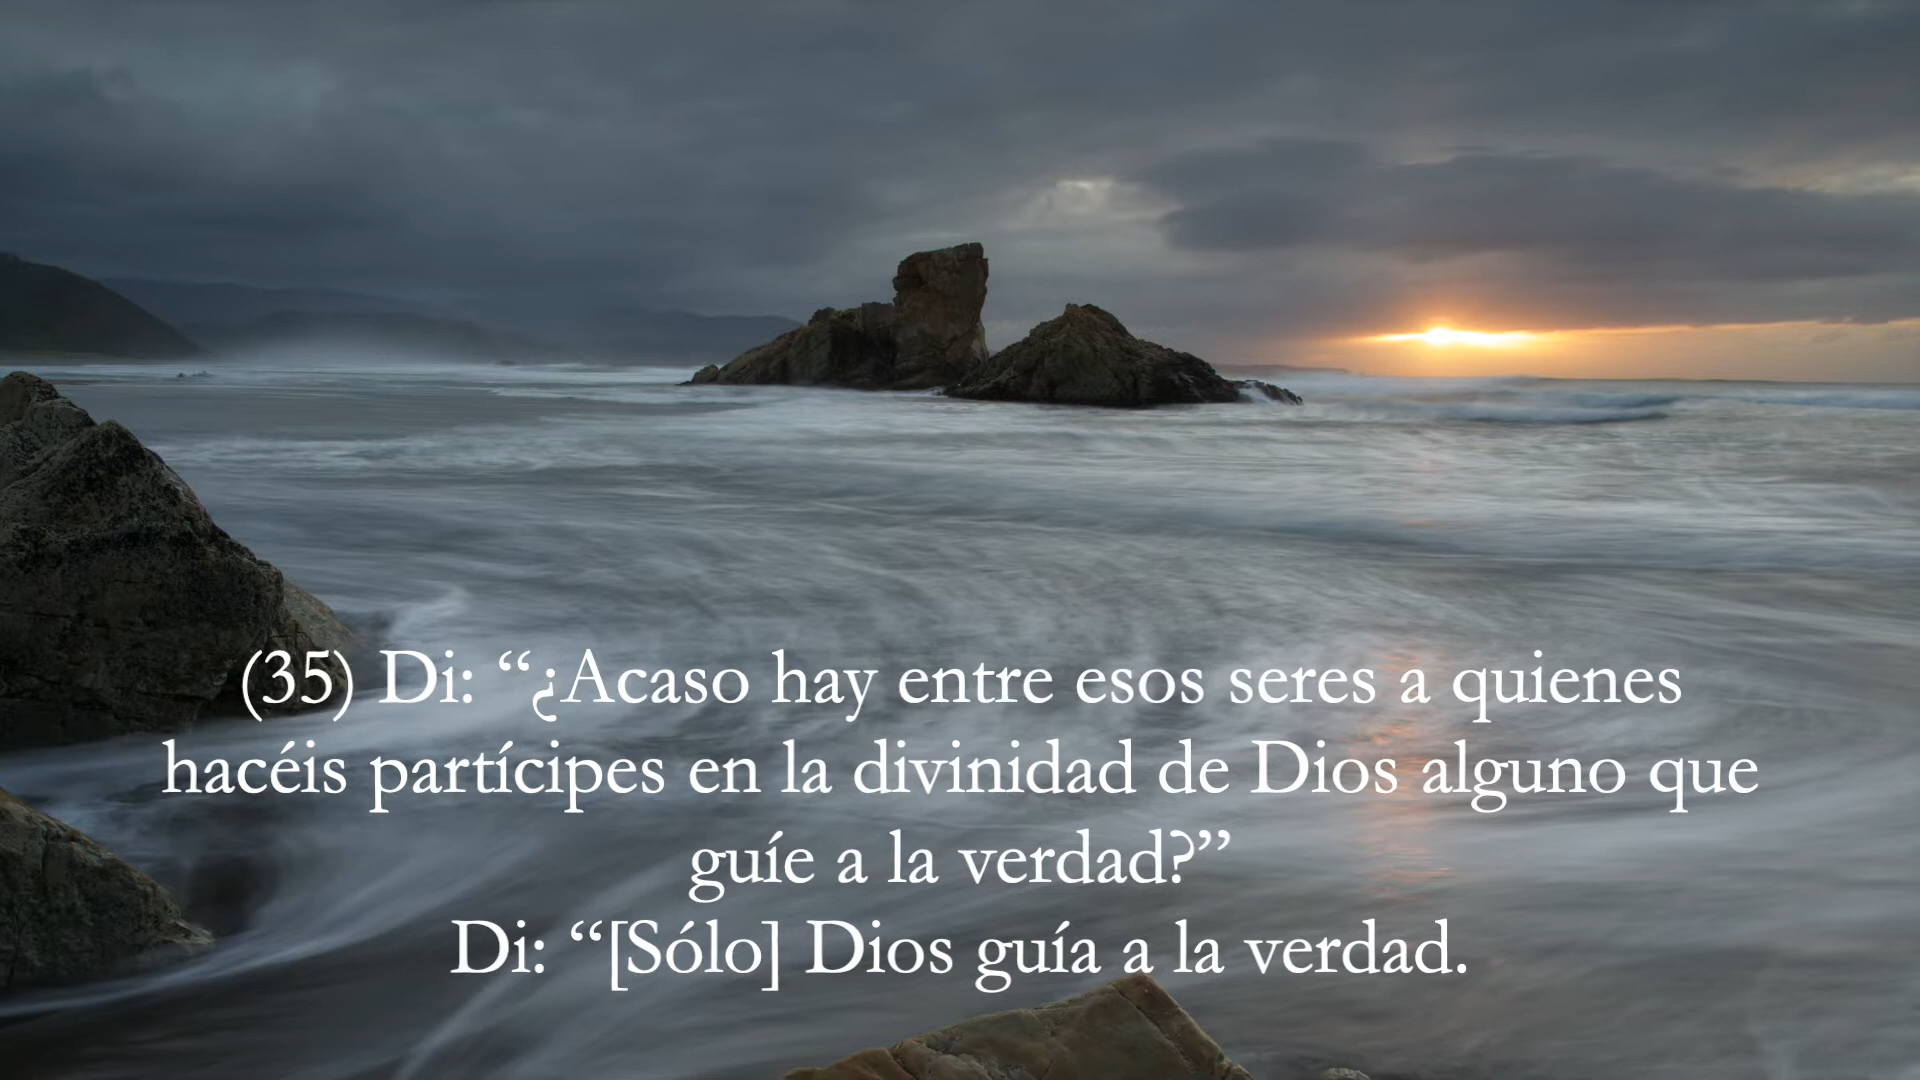 (35) Di: “¿Acaso hay entre esos seres a quienes
hacéis partícipes en la divinidad de Dios alguno que
guíe a la verdad?”
Di: “[Sólo] Dios guía a la verdad.